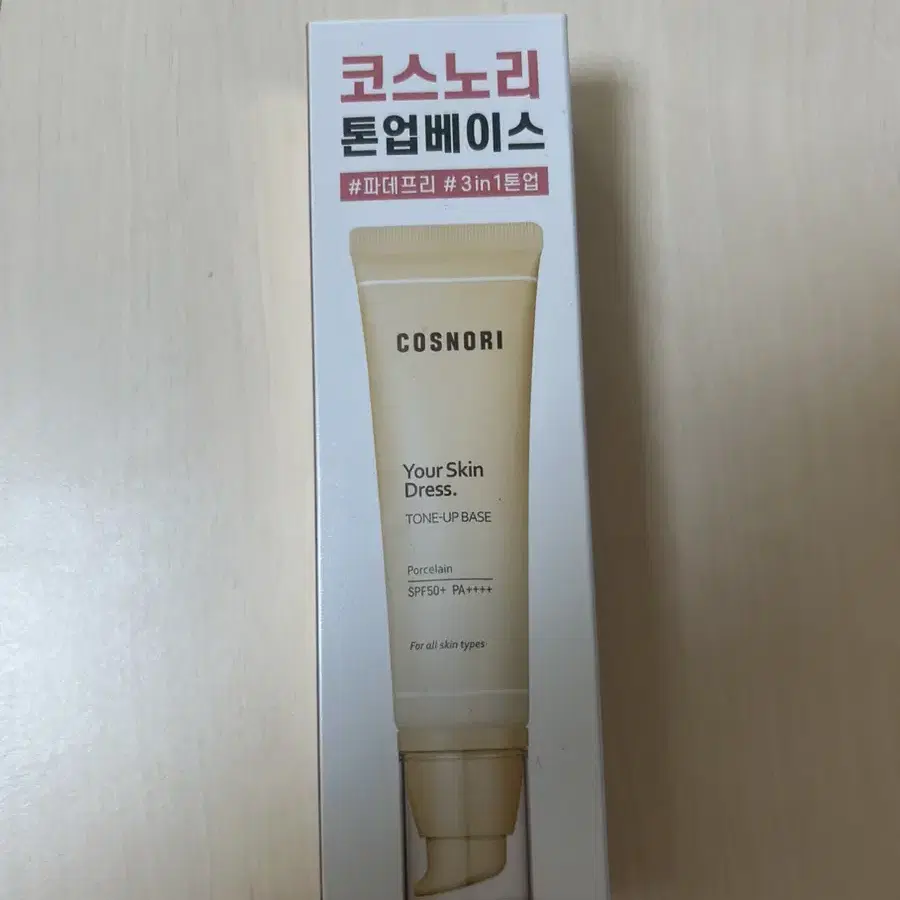 코스노리
톤업베이스
#파데프리 #3in1톤업
COSNORI
Your Skin
Dress.
TONE-UP BASE
Porcelain
SPF50+ PA++++
For all skin types